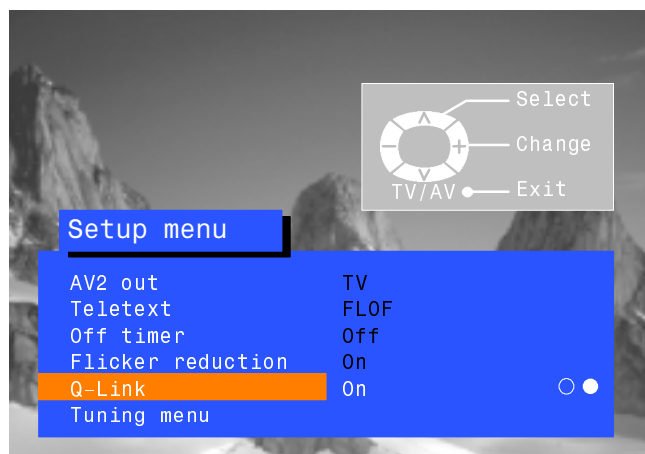 Select
Change
TV/AV Exit
Setup menu
AV2 out TV
Teletext FLOF
Off timer Off
Flicker reduction On
Q-Link On
Tuning menu